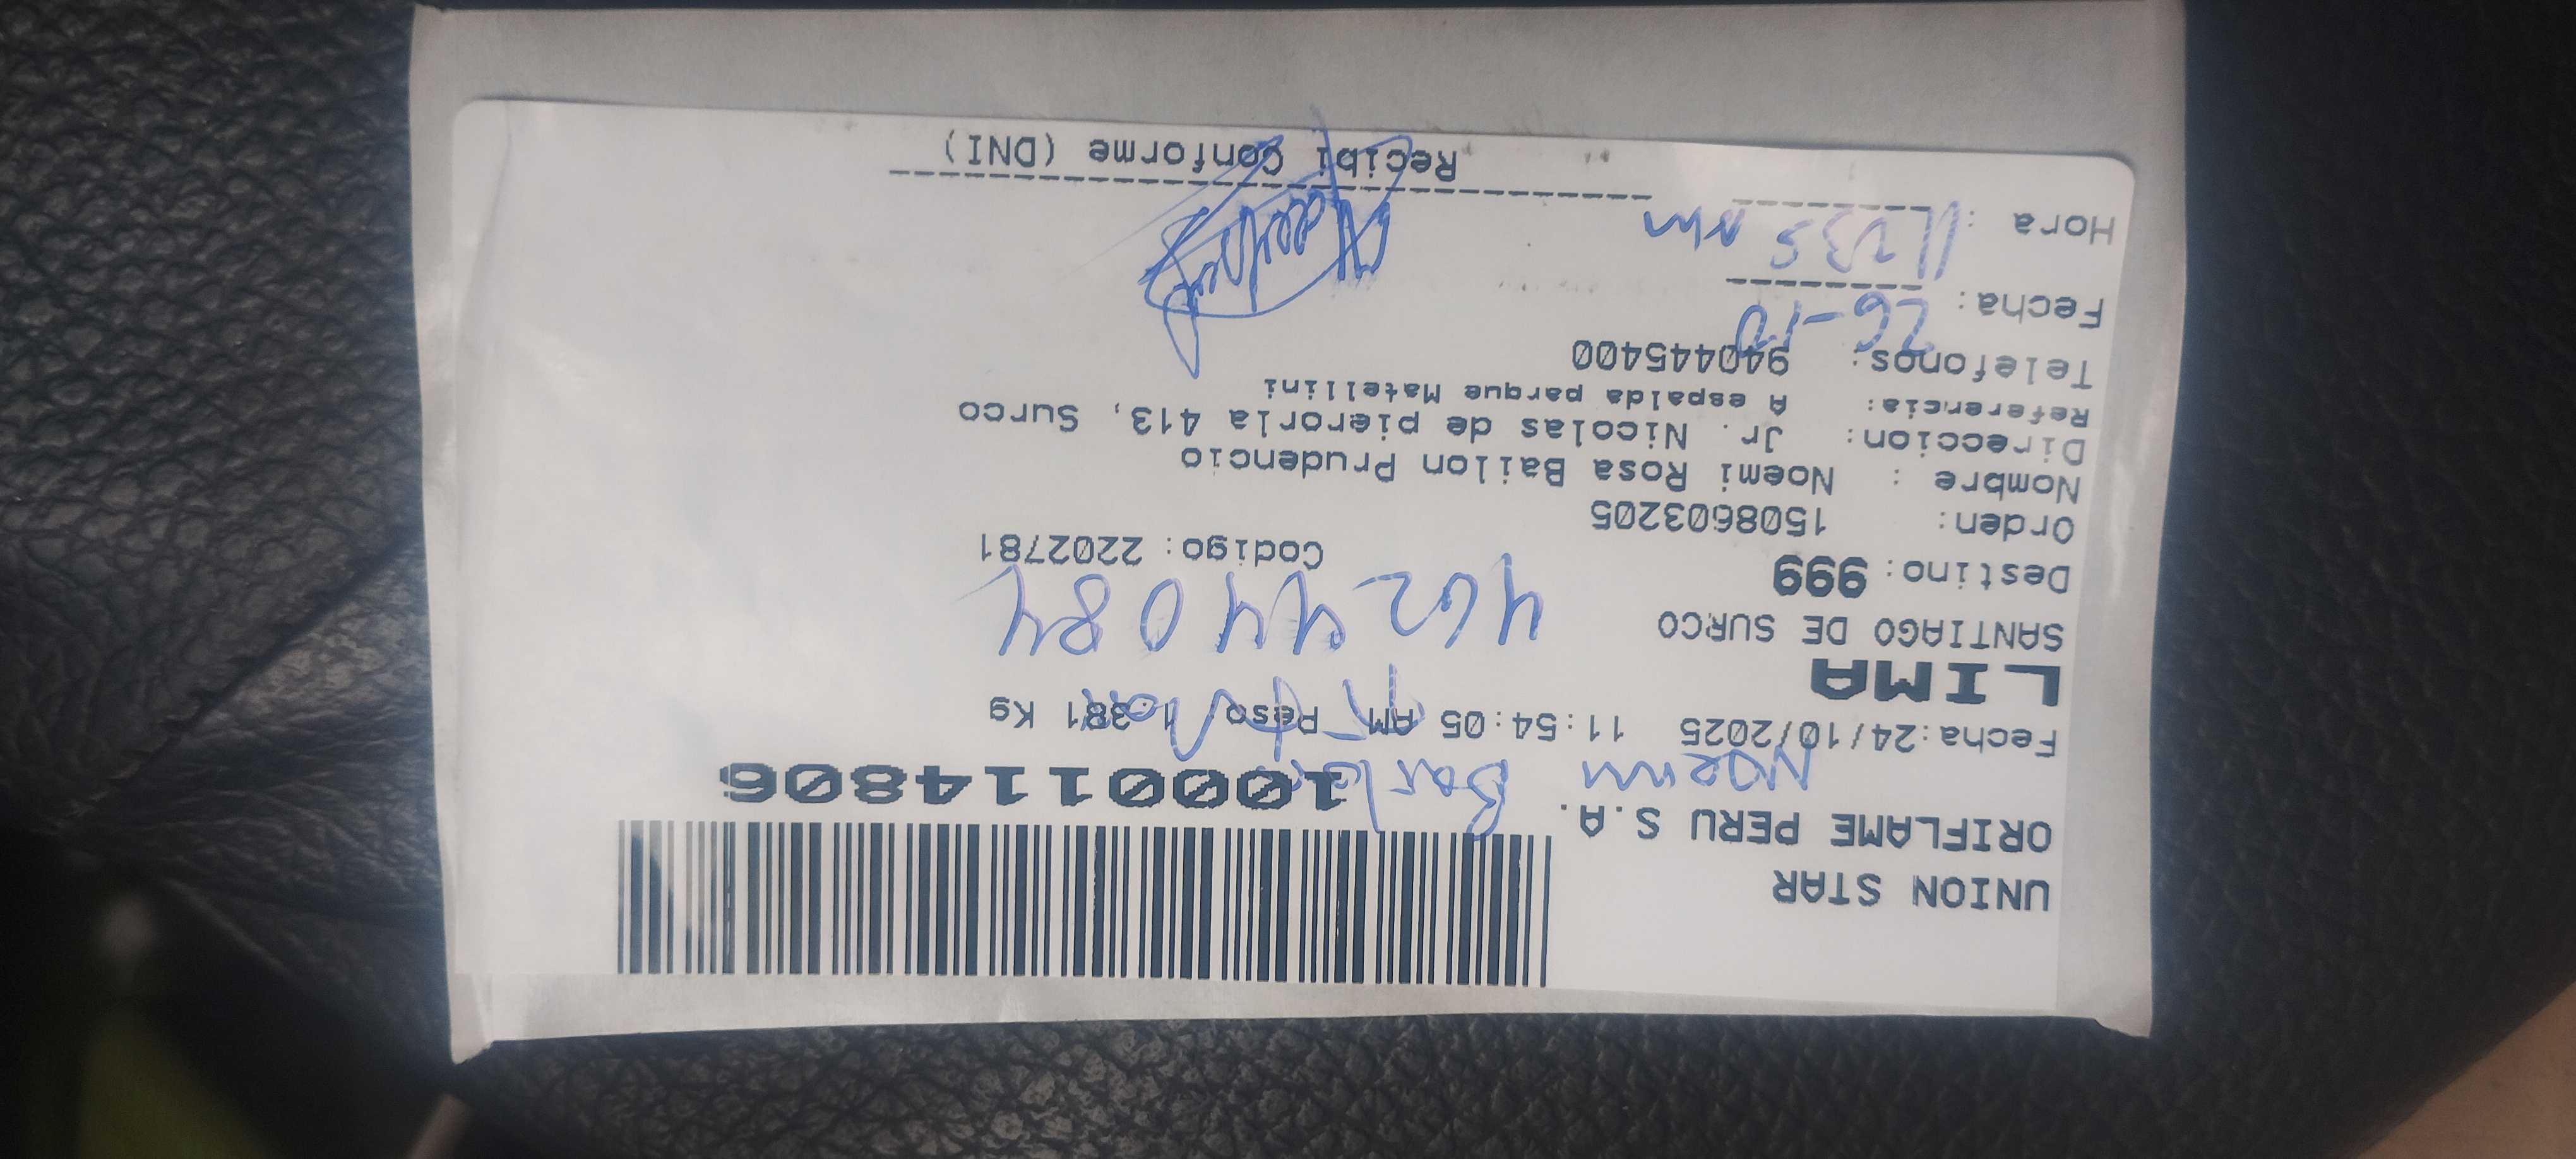 UNION STAR
ORIFLAME PERU S.A.
1000114806
Noemi Bailon
Fecha:24/10/2025 11:54:05 AM Peso 1.381 Kg
LIMA
SANTIAGO DE SURCO
46244084
Destino: 999 Codigo: 2202781
Orden: 1508603205
Nombre : Noemi Rosa Bailon Prudencio
Direccion: Jr. Nicolas de pierorla 413, Surco
Referencia: A espalda parque Matellini
Telefonos: 940445400
Fecha: 26-10
Hora : 11:35 am
Recibi Conforme (DNI)